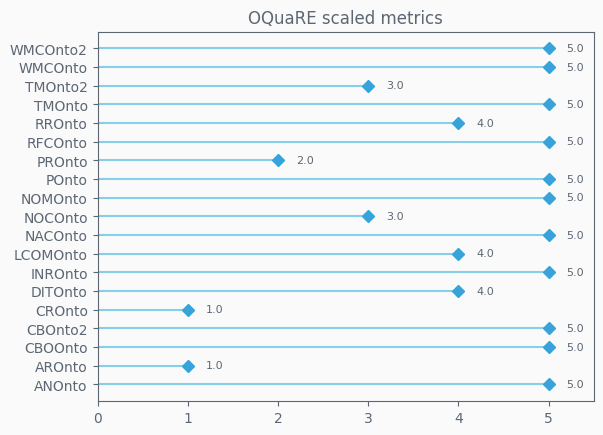 OQuaRE scaled metrics
WMCOnto2 5.0
WMCOnto 5.0
TMOnto2 3.0
TMOnto 5.0
RROnto 4.0
RFCOnto 5.0
PROnto 2.0
POnto 5.0
NOMOnto 5.0
NOCOnto 3.0
NACOnto 5.0
LCOMOnto 4.0
INROnto 5.0
DITOnto 4.0
CROnto 1.0
CBOnto2 5.0
CBOOnto 5.0
AROnto 1.0
ANOnto 5.0
0 1 2 3 4 5